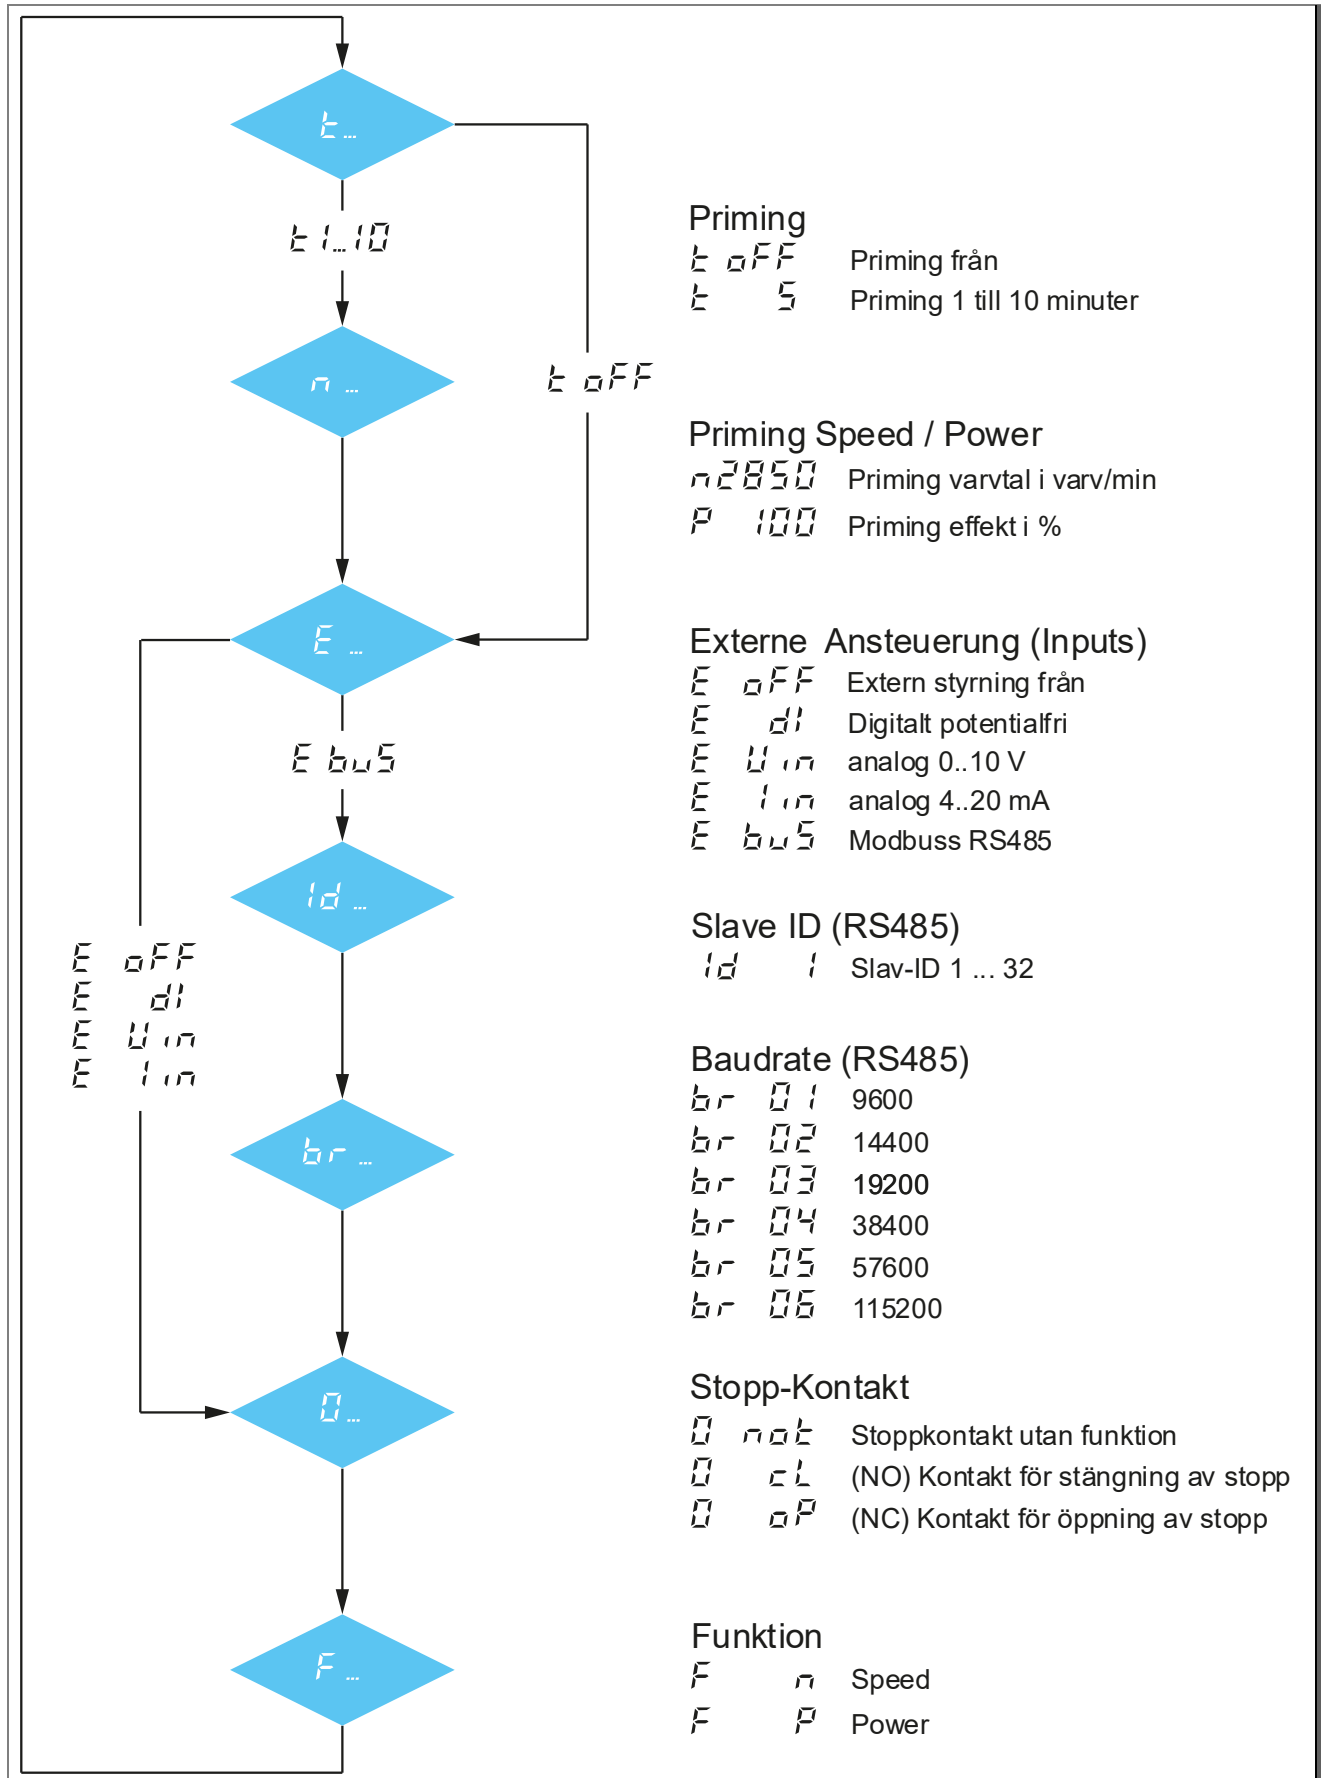 t...
t1...10
n ...
t oFF
E ...
E buS
Id ...
E oFF
E dI
E U in
E I in
br ...
0...
F ...
Priming
t oFF Priming från
t 5 Priming 1 till 10 minuter
Priming Speed / Power
n2850 Priming varvtal i varv/min
P 100 Priming effekt i %
Externe Ansteuerung (Inputs)
E oFF Extern styrning från
E dI Digitalt potentialfri
E U in analog 0..10 V
E I in analog 4..20 mA
E buS Modbuss RS485
Slave ID (RS485)
Id 1 Slav-ID 1 ... 32
Baudrate (RS485)
br 01 9600
br 02 14400
br 03 19200
br 04 38400
br 05 57600
br 06 115200
Stopp-Kontakt
0 not Stoppkontakt utan funktion
0 cL (NO) Kontakt för stängning av stopp
0 oP (NC) Kontakt för öppning av stopp
Funktion
F n Speed
F P Power